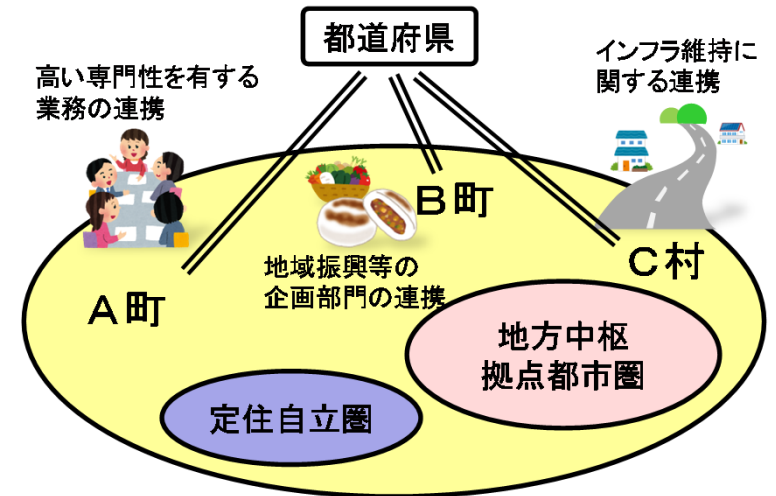 都道府県
高い専門性を有する
業務の連携
インフラ維持に
関する連携
B町
地域振興等の
企画部門の連携
C村
A町
地方中枢
拠点都市圏
定住自立圏